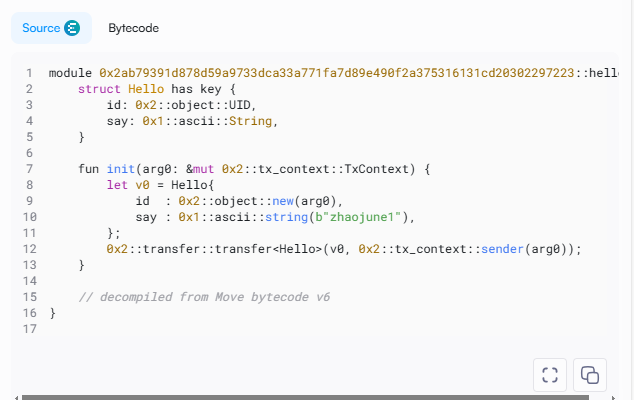 Source Bytecode
1 module 0x2ab79391d878d59a9733dca33a771fa7d89e490f2a375316131cd20302297223::hello
2     struct Hello has key {
3         id: 0x2::object::UID,
4         say: 0x1::ascii::String,
5     }
6
7     fun init(arg0: &mut 0x2::tx_context::TxContext) {
8         let v0 = Hello{
9             id  : 0x2::object::new(arg0),
10             say : 0x1::ascii::string(b"zhaojune1"),
11         };
12         0x2::transfer::transfer<Hello>(v0, 0x2::tx_context::sender(arg0));
13     }
14
15     // decompiled from Move bytecode v6
16 }
17